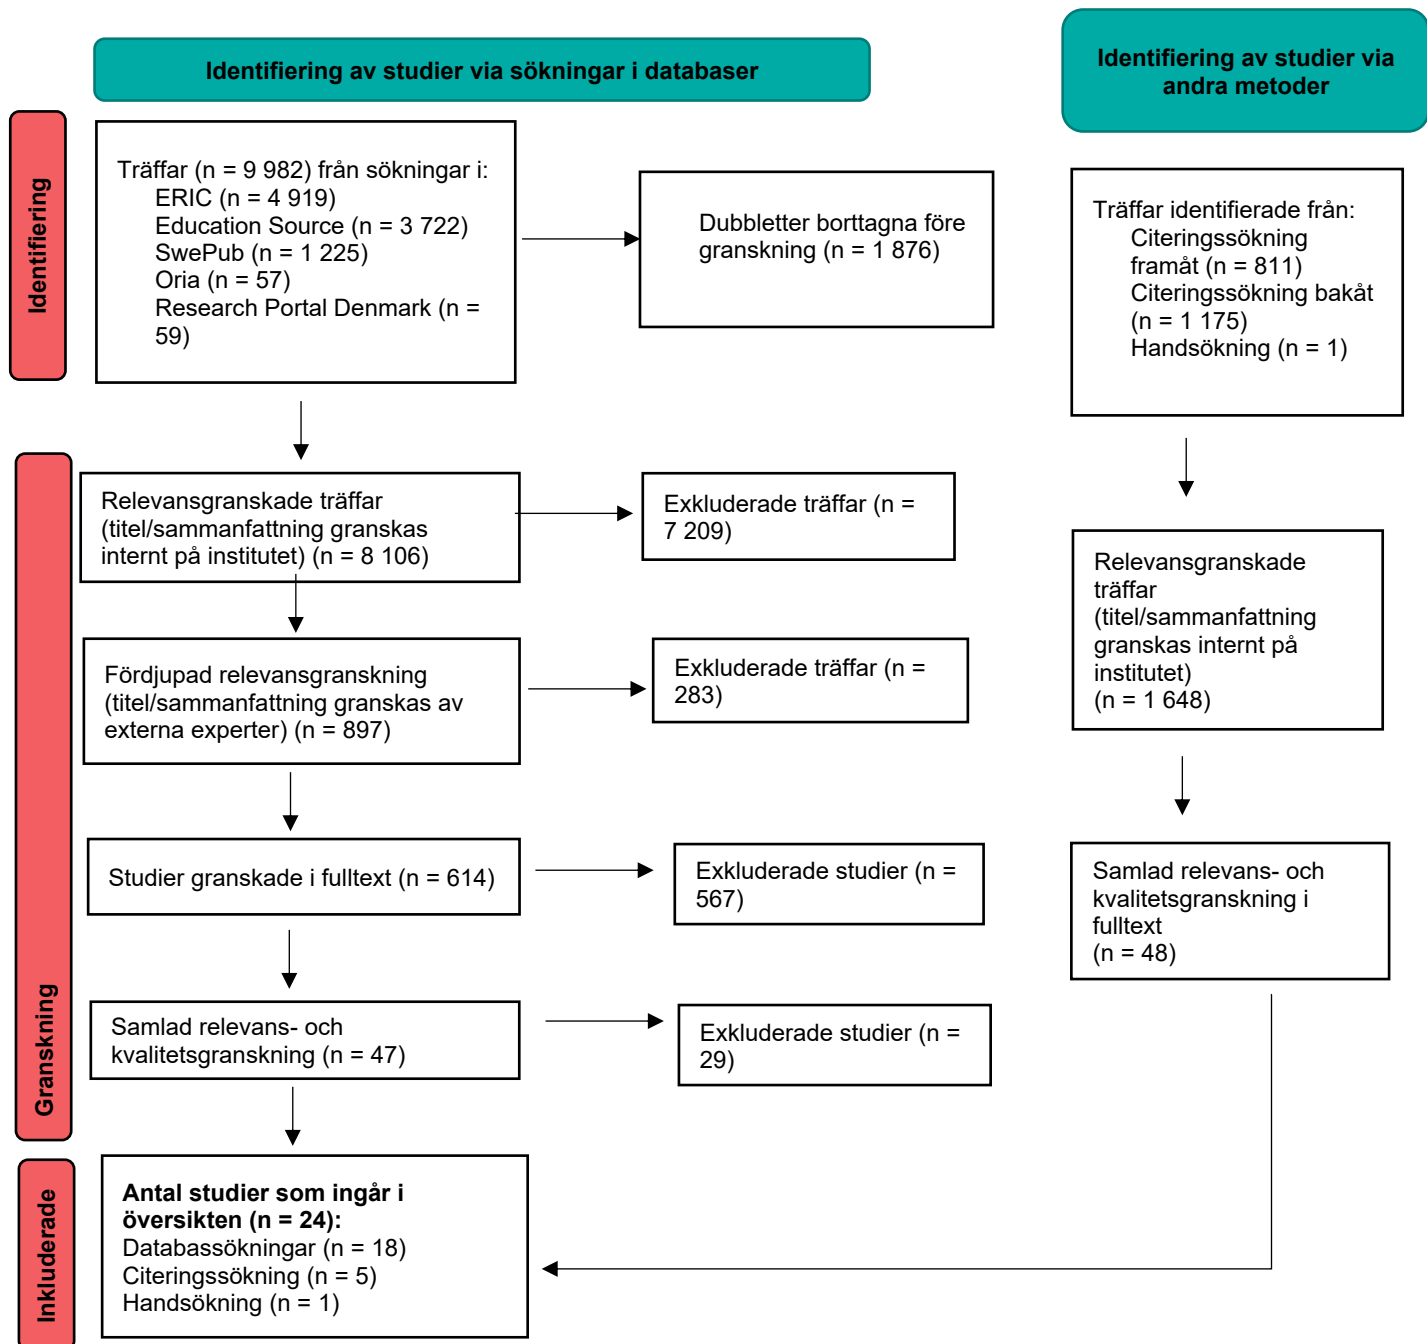 Identifiering av studier via sökningar i databaser
Identifiering av studier via
andra metoder
Identifiering
Träffar (n = 9 982) från sökningar i:
ERIC (n = 4 919)
Education Source (n = 3 722)
SwePub (n = 1 225)
Oria (n = 57)
Research Portal Denmark (n =
59)
Dubbletter borttagna före
granskning (n = 1 876)
Träffar identifierade från:
Citeringssökning
framåt (n = 811)
Citeringssökning bakåt
(n = 1 175)
Handsökning (n = 1)
Granskning
Relevansgranskade träffar
(titel/sammanfattning granskas
internt på institutet) (n = 8 106)
Exkluderade träffar (n =
7 209)
Relevansgranskade
träffar
(titel/sammanfattning
granskas internt på
institutet)
(n = 1 648)
Fördjupad relevansgranskning
(titel/sammanfattning granskas av
externa experter) (n = 897)
Exkluderade träffar (n =
283)
Studier granskade i fulltext (n = 614)
Exkluderade studier (n =
567)
Samlad relevans- och
kvalitetsgranskning i
fulltext
(n = 48)
Samlad relevans- och
kvalitetsgranskning (n = 47)
Exkluderade studier (n =
29)
Inkluderade
Antal studier som ingår i
översikten (n = 24):
Databassökningar (n = 18)
Citeringssökning (n = 5)
Handsökning (n = 1)